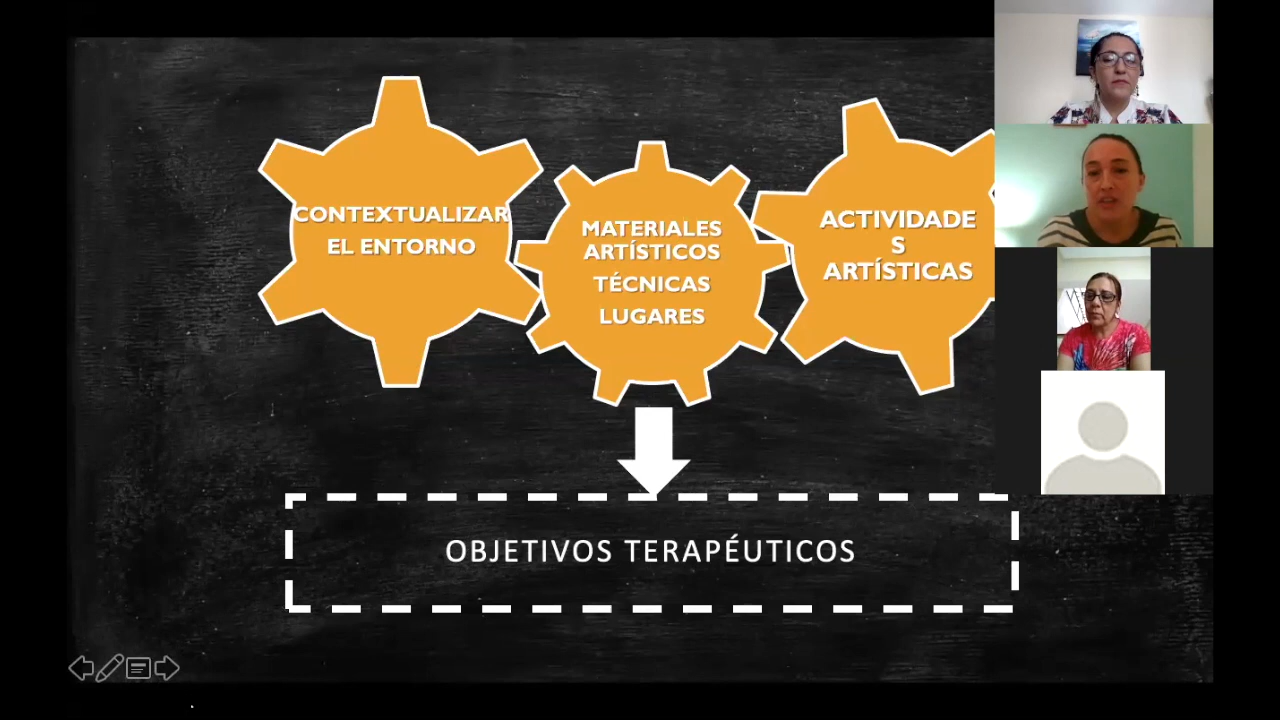 CONTEXTUALIZAR
EL ENTORNO
MATERIALES
ARTÍSTICOS
TÉCNICAS
LUGARES
ACTIVIDADE
S
ARTÍSTICAS
OBJETIVOS TERAPÉUTICOS